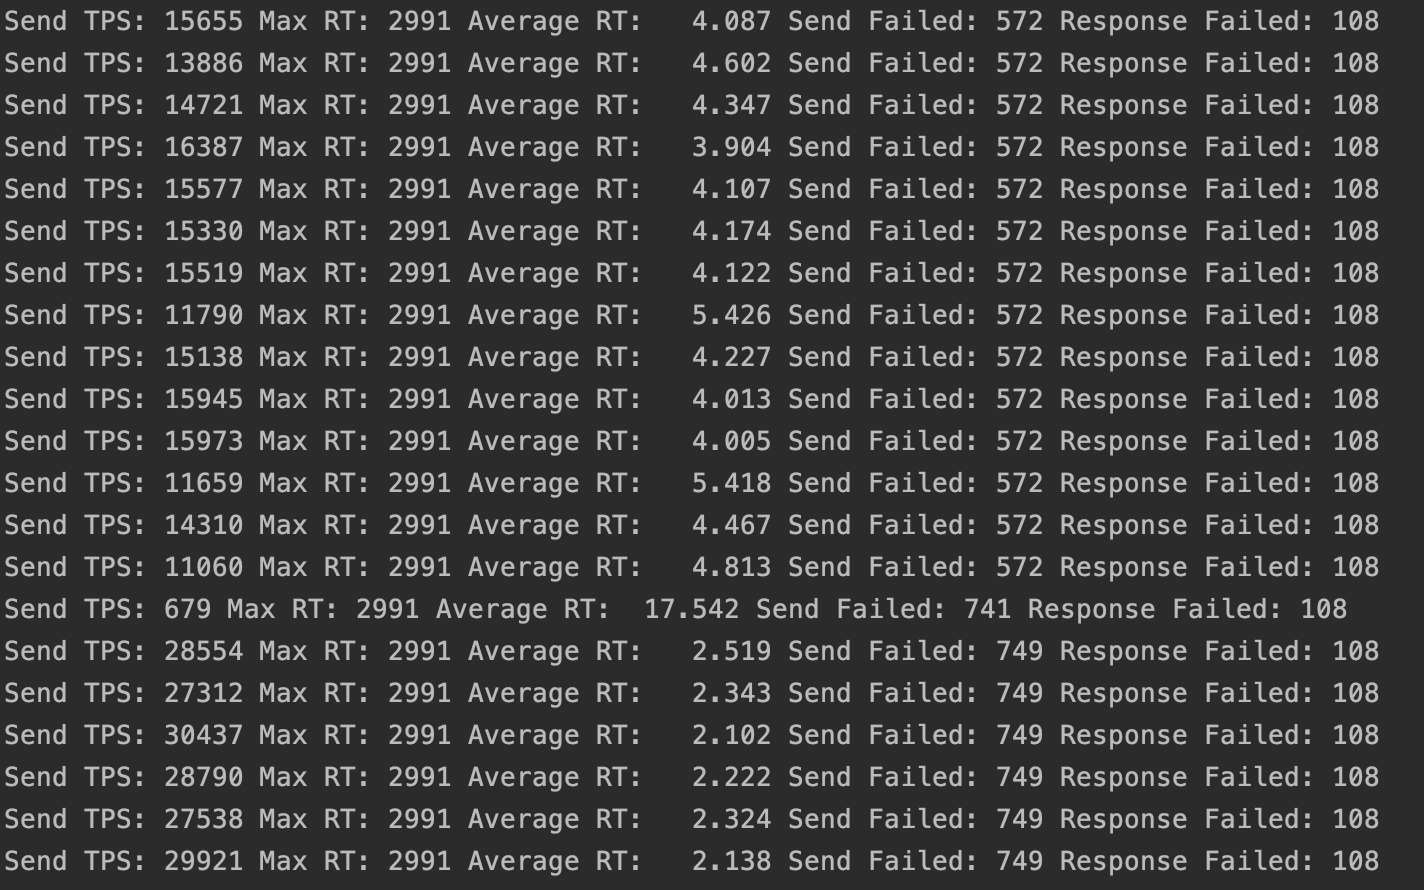 Send TPS: 15655 Max RT: 2991 Average RT:   4.087 Send Failed: 572 Response Failed: 108
Send TPS: 13886 Max RT: 2991 Average RT:   4.602 Send Failed: 572 Response Failed: 108
Send TPS: 14721 Max RT: 2991 Average RT:   4.347 Send Failed: 572 Response Failed: 108
Send TPS: 16387 Max RT: 2991 Average RT:   3.904 Send Failed: 572 Response Failed: 108
Send TPS: 15577 Max RT: 2991 Average RT:   4.107 Send Failed: 572 Response Failed: 108
Send TPS: 15330 Max RT: 2991 Average RT:   4.174 Send Failed: 572 Response Failed: 108
Send TPS: 15519 Max RT: 2991 Average RT:   4.122 Send Failed: 572 Response Failed: 108
Send TPS: 11790 Max RT: 2991 Average RT:   5.426 Send Failed: 572 Response Failed: 108
Send TPS: 15138 Max RT: 2991 Average RT:   4.227 Send Failed: 572 Response Failed: 108
Send TPS: 15945 Max RT: 2991 Average RT:   4.013 Send Failed: 572 Response Failed: 108
Send TPS: 15973 Max RT: 2991 Average RT:   4.005 Send Failed: 572 Response Failed: 108
Send TPS: 11659 Max RT: 2991 Average RT:   5.418 Send Failed: 572 Response Failed: 108
Send TPS: 14310 Max RT: 2991 Average RT:   4.467 Send Failed: 572 Response Failed: 108
Send TPS: 11060 Max RT: 2991 Average RT:   4.813 Send Failed: 572 Response Failed: 108
Send TPS: 679 Max RT: 2991 Average RT:  17.542 Send Failed: 741 Response Failed: 108
Send TPS: 28554 Max RT: 2991 Average RT:   2.519 Send Failed: 749 Response Failed: 108
Send TPS: 27312 Max RT: 2991 Average RT:   2.343 Send Failed: 749 Response Failed: 108
Send TPS: 30437 Max RT: 2991 Average RT:   2.102 Send Failed: 749 Response Failed: 108
Send TPS: 28790 Max RT: 2991 Average RT:   2.222 Send Failed: 749 Response Failed: 108
Send TPS: 27538 Max RT: 2991 Average RT:   2.324 Send Failed: 749 Response Failed: 108
Send TPS: 29921 Max RT: 2991 Average RT:   2.138 Send Failed: 749 Response Failed: 108